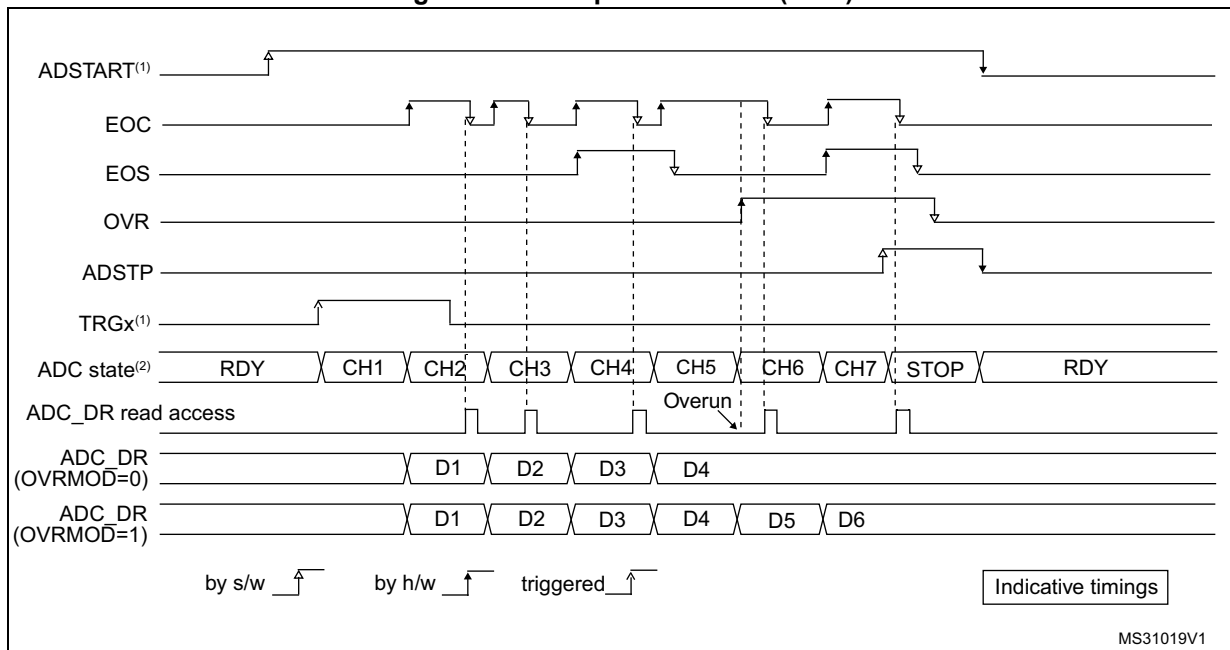 ADSTART(1)
EOC
EOS
OVR
ADSTP
TRGx(1)
ADC state(2) RDY CH1 CH2 CH3 CH4 CH5 CH6 CH7 STOP RDY
ADC_DR read access
Overun
ADC_DR
(OVRMOD=0)
D1 D2 D3 D4
ADC_DR
(OVRMOD=1)
D1 D2 D3 D4 D5 D6
by s/w by h/w triggered
Indicative timings
MS31019V1